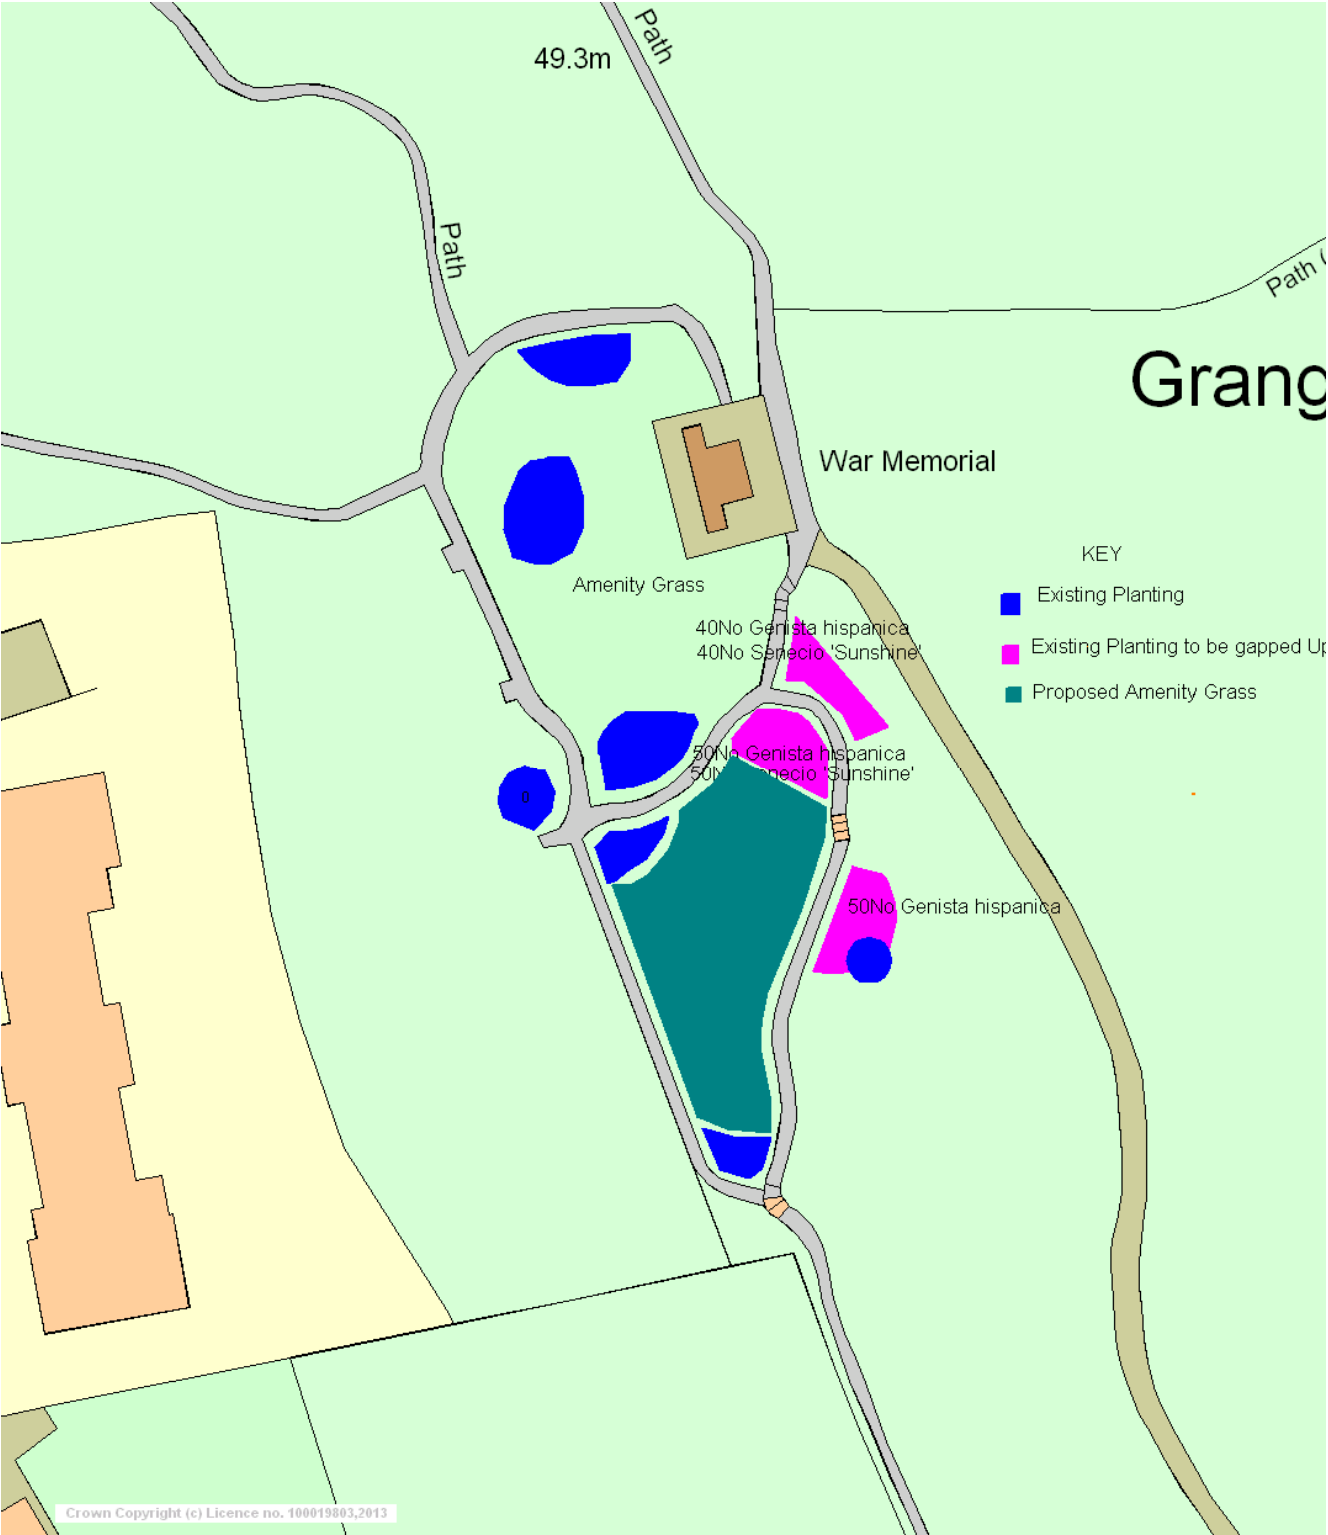 Path
49.3m
Path
Path (
Grang
War Memorial
KEY
Existing Planting
Amenity Grass
40No Genista hispanica
Existing Planting to be gapped Up
40No Senecio 'Sunshine'
Proposed Amenity Grass
50No Genista hispanica
50No Senecio 'Sunshine'
0
50No Genista hispanica
Crown Copyright (c) Licence no. 100019803,2013